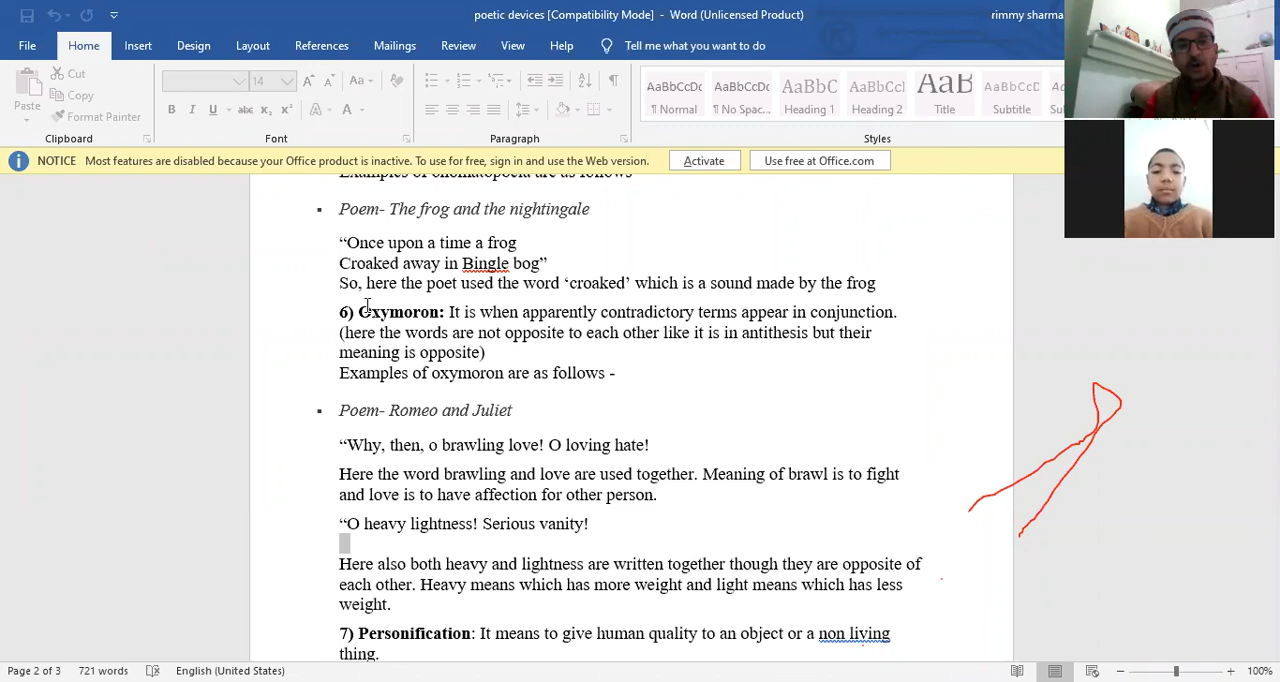 poetic devices [Compatibility Mode] - Word (Unlicensed Product)
rimmy sharma
File Home Insert Design Layout References Mailings Review View Help Tell me what you want to do
Paste
Cut
Copy
Format Painter
14
Aa
B I U abc x₂ x² A A
AaBbCcDc AaBbCcDc AaBbC AaBbCcI AaB AaBbCcD
¶ Normal ¶ No Spac... Heading 1 Heading 2 Title Subtitle
Clipboard Font Paragraph Styles
NOTICE Most features are disabled because your Office product is inactive. To use for free, sign in and use the Web version. Activate Use free at Office.com
Examples of onomatopoeia are as follows
▪ Poem- The frog and the nightingale
“Once upon a time a frog
Croaked away in Bingle bog”
So, here the poet used the word ‘croaked’ which is a sound made by the frog
6) Oxymoron: It is when apparently contradictory terms appear in conjunction.
(here the words are not opposite to each other like it is in antithesis but their
meaning is opposite)
Examples of oxymoron are as follows -
▪ Poem- Romeo and Juliet
“Why, then, o brawling love! O loving hate!
Here the word brawling and love are used together. Meaning of brawl is to fight
and love is to have affection for other person.
“O heavy lightness! Serious vanity!
Here also both heavy and lightness are written together though they are opposite of
each other. Heavy means which has more weight and light means which has less
weight.
7) Personification: It means to give human quality to an object or a non living
thing.
Page 2 of 3 721 words English (United States) 100%